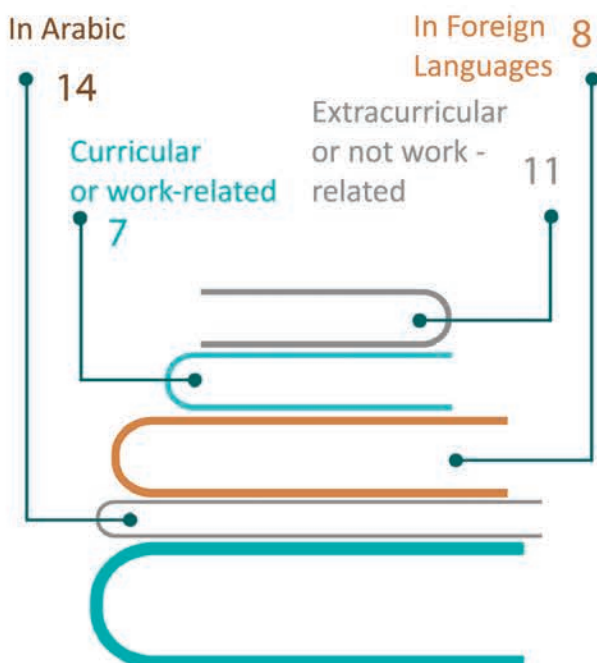 In Arabic
14
In Foreign
Languages
8
Extracurricular
or not work -
related
11
Curricular
or work-related
7